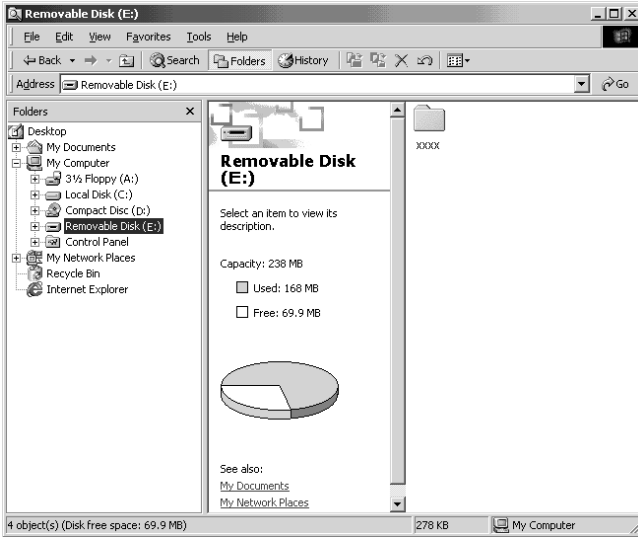 Removable Disk (E:)
File Edit View Favorites Tools Help
Back Search Folders History
Address Removable Disk (E:) Go
Folders x
Desktop
My Documents
My Computer
3½ Floppy (A:)
Local Disk (C:)
Compact Disc (D:)
Removable Disk (E:)
Control Panel
My Network Places
Recycle Bin
Internet Explorer
Removable Disk
(E:)
Select an item to view its
description.
Capacity: 238 MB
Used: 168 MB
Free: 69.9 MB
See also:
My Documents
My Network Places
xxxx
4 object(s) (Disk free space: 69.9 MB) 278 KB My Computer